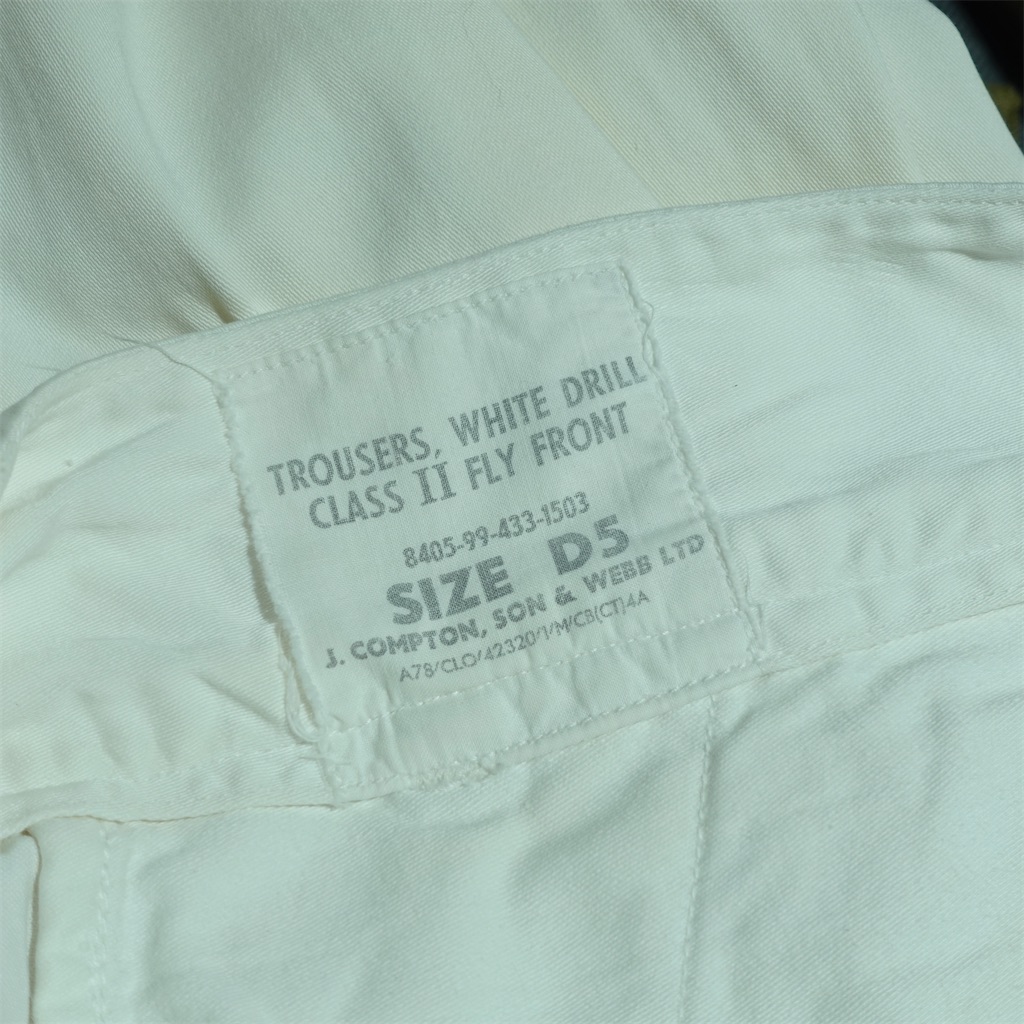 TROUSERS, WHITE DRILL
CLASS II FLY FRONT
8405-99-433-1503
SIZE D5
J. COMPTON, SON & WEBB LTD
A78/CLO/42320/1/M/CB(CT)4A